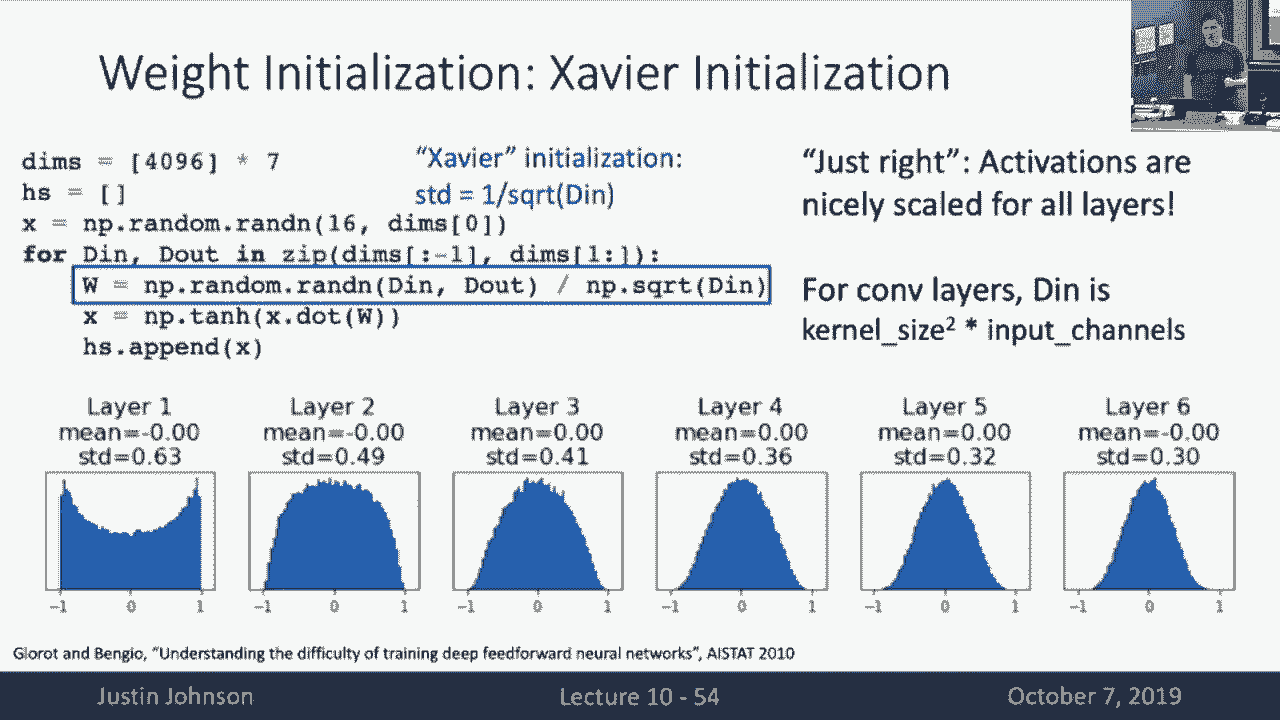 Weight Initialization: Xavier Initialization
dims = [4096] * 7
hs = []
x = np.random.randn(16, dims[0])
for Din, Dout in zip(dims[:-1], dims[1:]):
W = np.random.randn(Din, Dout) / np.sqrt(Din)
x = np.tanh(x.dot(W))
hs.append(x)
“Xavier” initialization:
std = 1/sqrt(Din)
“Just right”: Activations are
nicely scaled for all layers!
For conv layers, Din is
kernel_size² * input_channels
Layer 1
mean=-0.00
std=0.63
-1 0 1
Layer 2
mean=-0.00
std=0.49
-1 0 1
Layer 3
mean=0.00
std=0.41
-1 0 1
Layer 4
mean=0.00
std=0.36
-1 0 1
Layer 5
mean=0.00
std=0.32
-1 0 1
Layer 6
mean=-0.00
std=0.30
-1 0 1
Glorot and Bengio, “Understanding the difficulty of training deep feedforward neural networks”, AISTAT 2010
Justin Johnson
Lecture 10 - 54
October 7, 2019